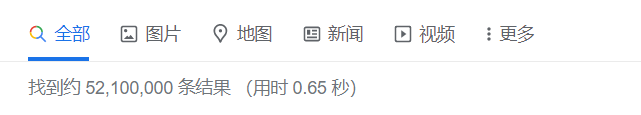 全部 图片 地图 新闻 视频 更多
找到约 52,100,000 条结果 （用时 0.65 秒）